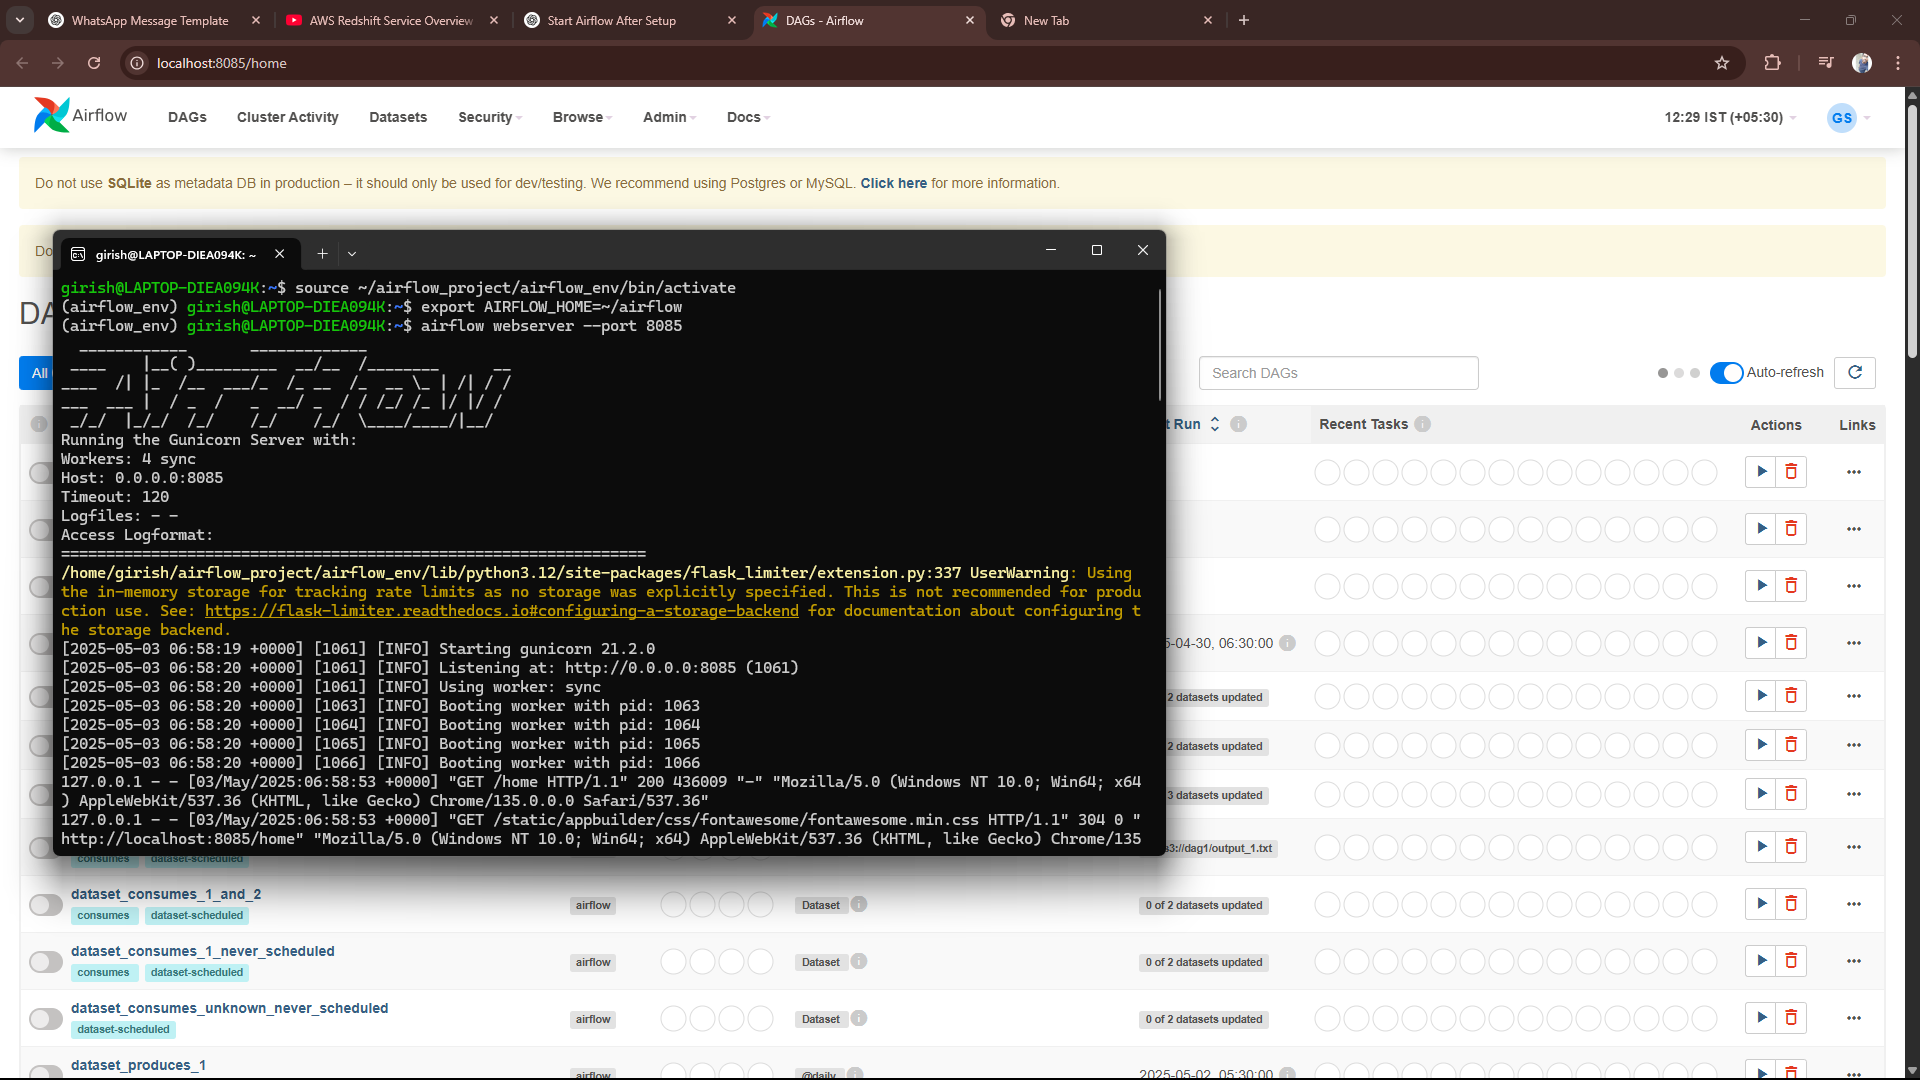 WhatsApp Message Template
AWS Redshift Service Overview
Start Airflow After Setup
DAGs - Airflow
New Tab
localhost:8085/home
Airflow
DAGs
Cluster Activity
Datasets
Security
Browse
Admin
Docs
12:29 IST (+05:30)
GS
Do not use SQLite as metadata DB in production – it should only be used for dev/testing. We recommend using Postgres or MySQL. Click here for more information.
Do
girish@LAPTOP-DIEA094K: ~
girish@LAPTOP-DIEA094K:~$ source ~/airflow_project/airflow_env/bin/activate
(airflow_env) girish@LAPTOP-DIEA094K:~$ export AIRFLOW_HOME=~/airflow
(airflow_env) girish@LAPTOP-DIEA094K:~$ airflow webserver --port 8085
Running the Gunicorn Server with:
Workers: 4 sync
Host: 0.0.0.0:8085
Timeout: 120
Logfiles: - -
Access Logformat:
=================================================================
/home/girish/airflow_project/airflow_env/lib/python3.12/site-packages/flask_limiter/extension.py:337 UserWarning: Using
the in-memory storage for tracking rate limits as no storage was explicitly specified. This is not recommended for produ
ction use. See: https://flask-limiter.readthedocs.io#configuring-a-storage-backend for documentation about configuring t
he storage backend.
[2025-05-03 06:58:19 +0000] [1061] [INFO] Starting gunicorn 21.2.0
[2025-05-03 06:58:20 +0000] [1061] [INFO] Listening at: http://0.0.0.0:8085 (1061)
[2025-05-03 06:58:20 +0000] [1061] [INFO] Using worker: sync
[2025-05-03 06:58:20 +0000] [1063] [INFO] Booting worker with pid: 1063
[2025-05-03 06:58:20 +0000] [1064] [INFO] Booting worker with pid: 1064
[2025-05-03 06:58:20 +0000] [1065] [INFO] Booting worker with pid: 1065
[2025-05-03 06:58:20 +0000] [1066] [INFO] Booting worker with pid: 1066
127.0.0.1 - - [03/May/2025:06:58:53 +0000] "GET /home HTTP/1.1" 200 436009 "-" "Mozilla/5.0 (Windows NT 10.0; Win64; x64
) AppleWebKit/537.36 (KHTML, like Gecko) Chrome/135.0.0.0 Safari/537.36"
127.0.0.1 - - [03/May/2025:06:58:53 +0000] "GET /static/appbuilder/css/fontawesome/fontawesome.min.css HTTP/1.1" 304 0 "
http://localhost:8085/home" "Mozilla/5.0 (Windows NT 10.0; Win64; x64) AppleWebKit/537.36 (KHTML, like Gecko) Chrome/135
DA
All
Search DAGs
Auto-refresh
t Run
Recent Tasks
Actions
Links
5-04-30, 06:30:00
2 datasets updated
2 datasets updated
3 datasets updated
s3://dag1/output_1.txt
consumes dataset-scheduled
dataset_consumes_1_and_2
consumes dataset-scheduled
airflow
Dataset
0 of 2 datasets updated
dataset_consumes_1_never_scheduled
consumes dataset-scheduled
airflow
Dataset
0 of 2 datasets updated
dataset_consumes_unknown_never_scheduled
dataset-scheduled
airflow
Dataset
0 of 2 datasets updated
dataset_produces_1
airflow
@daily
2025-05-02, 05:30:00